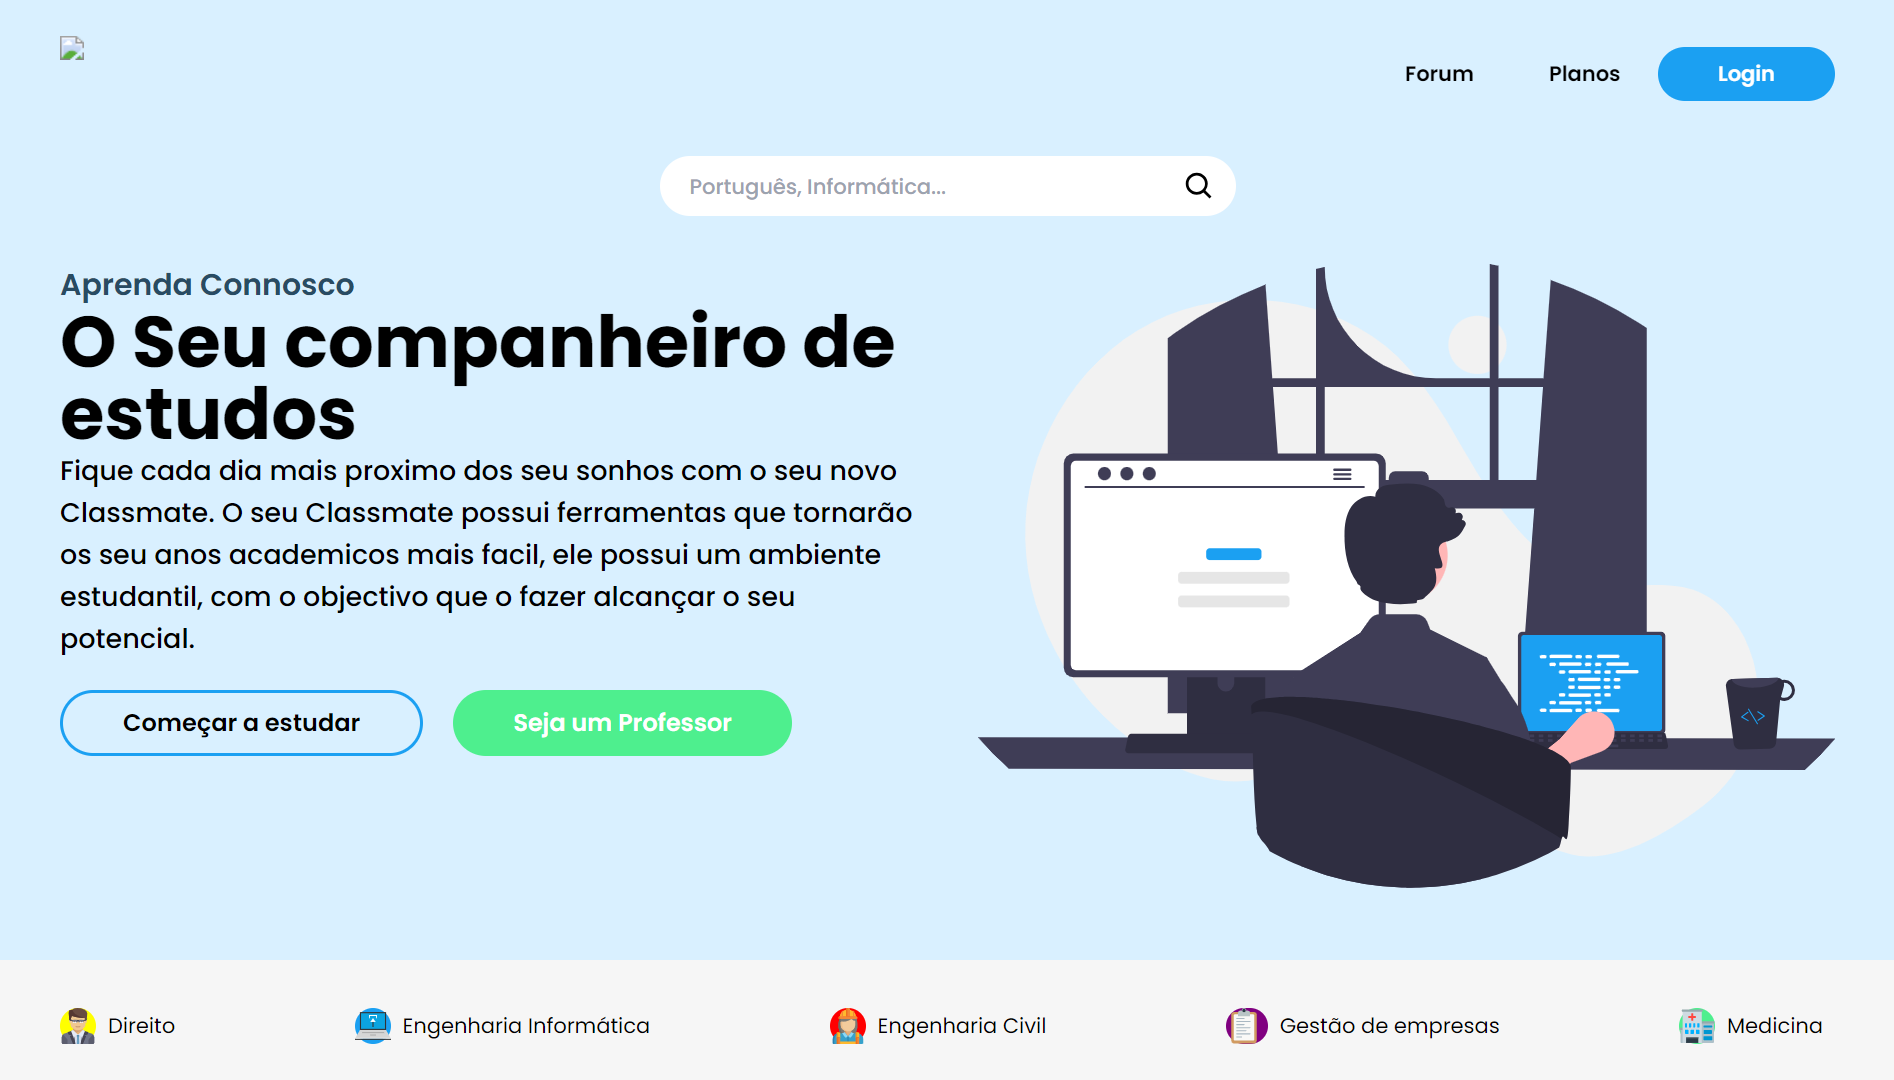 Forum
Planos
Login
Português, Informática...
Aprenda Connosco
O Seu companheiro de
estudos
Fique cada dia mais proximo dos seu sonhos com o seu novo
Classmate. O seu Classmate possui ferramentas que tornarão
os seu anos academicos mais facil, ele possui um ambiente
estudantil, com o objectivo que o fazer alcançar o seu
potencial.
Começar a estudar
Seja um Professor
<\>
Direito
Engenharia Informática
Engenharia Civil
Gestão de empresas
Medicina